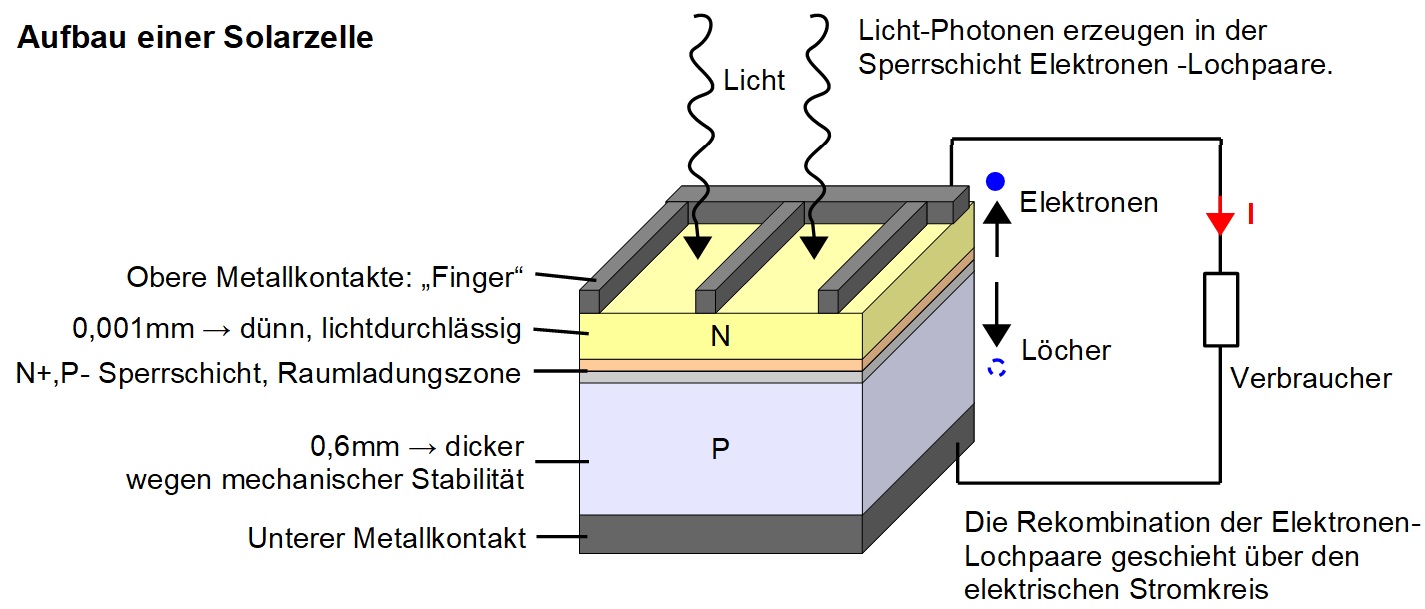 Aufbau einer Solarzelle
Licht
Licht-Photonen erzeugen in der
Sperrschicht Elektronen -Lochpaare.
Elektronen
I
Obere Metallkontakte: „Finger“
0,001mm → dünn, lichtdurchlässig
N
Löcher
N+,P- Sperrschicht, Raumladungszone
Verbraucher
0,6mm → dicker
wegen mechanischer Stabilität
P
Unterer Metallkontakt
Die Rekombination der Elektronen-
Lochpaare geschieht über den
elektrischen Stromkreis